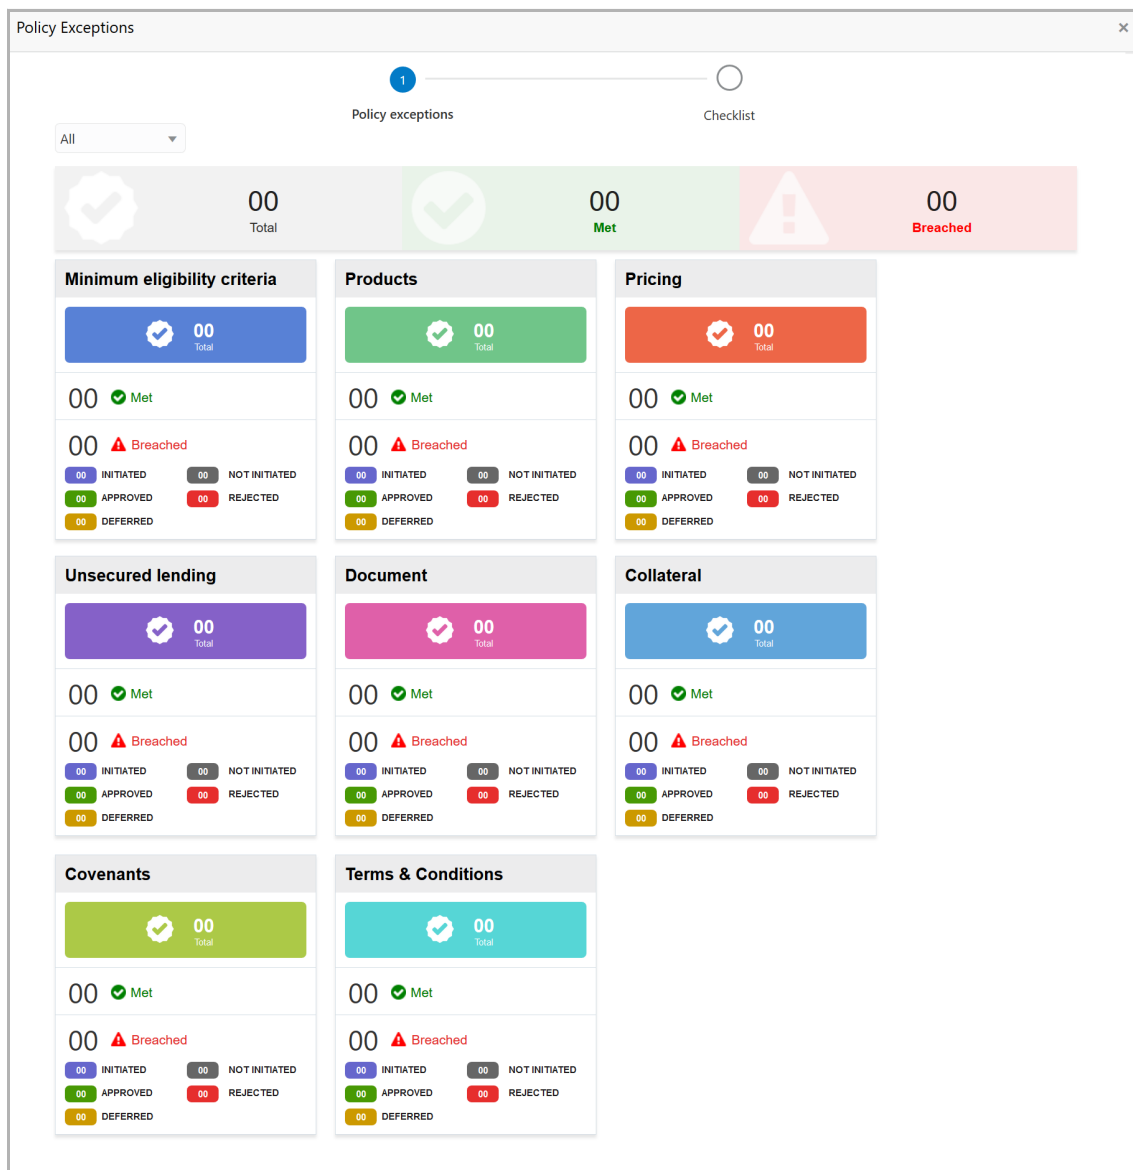 Policy Exceptions ×
1
Policy exceptions Checklist
All
00 00 00
Total Met Breached
Minimum eligibility criteria Products Pricing
00 00 00
Total Total Total
00 Met 00 Met 00 Met
00 Breached 00 Breached 00 Breached
00 INITIATED 00 NOT INITIATED 00 INITIATED 00 NOT INITIATED 00 INITIATED 00 NOT INITIATED
00 APPROVED 00 REJECTED 00 APPROVED 00 REJECTED 00 APPROVED 00 REJECTED
00 DEFERRED 00 DEFERRED 00 DEFERRED
Unsecured lending Document Collateral
00 00 00
Total Total Total
00 Met 00 Met 00 Met
00 Breached 00 Breached 00 Breached
00 INITIATED 00 NOT INITIATED 00 INITIATED 00 NOT INITIATED 00 INITIATED 00 NOT INITIATED
00 APPROVED 00 REJECTED 00 APPROVED 00 REJECTED 00 APPROVED 00 REJECTED
00 DEFERRED 00 DEFERRED 00 DEFERRED
Covenants Terms & Conditions
00 00
Total Total
00 Met 00 Met
00 Breached 00 Breached
00 INITIATED 00 NOT INITIATED 00 INITIATED 00 NOT INITIATED
00 APPROVED 00 REJECTED 00 APPROVED 00 REJECTED
00 DEFERRED 00 DEFERRED